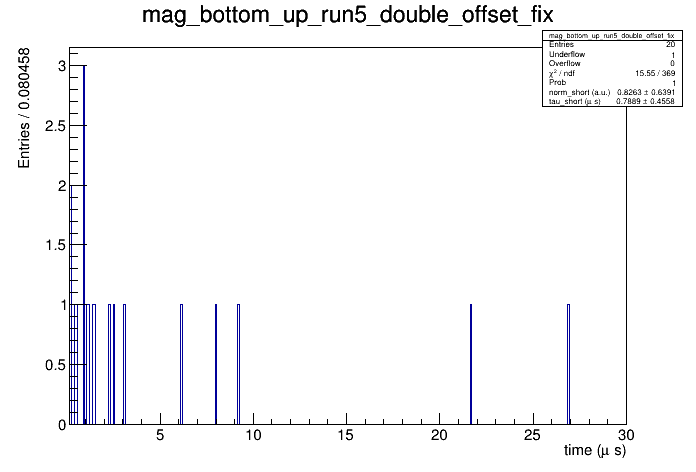 mag_bottom_up_run5_double_offset_fix
mag_bottom_up_run5_double_offset_fix
Entries 20
Underflow 1
Overflow 0
χ² / ndf 15.55 / 369
Prob 1
norm_short (a.u.) 0.8263 ± 0.6391
tau_short (μ s) 0.7889 ± 0.4558
Entries / 0.080458
3
2.5
2
1.5
1
0.5
0
5 10 15 20 25 30
time (μ s)